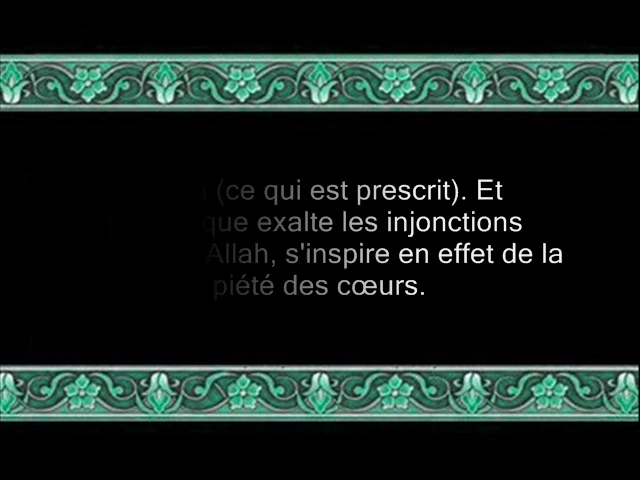 (ce qui est prescrit). Et
que exalte les injonctions
d'Allah, s'inspire en effet de la
piété des cœurs.